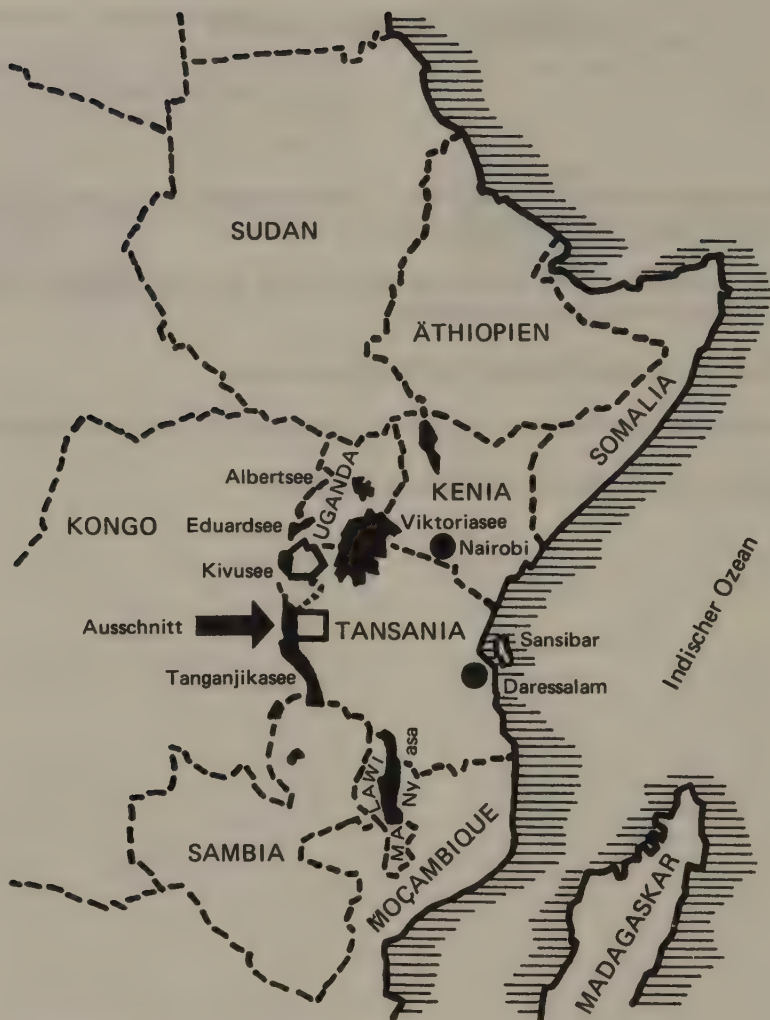 SUDAN
ÄTHIOPIEN
SOMALIA
Albertsee
UGANDA
KENIA
KONGO
Eduardsee
Viktoriasee
Nairobi
Kivusee
Ausschnitt
TANSANIA
Sansibar
Indischer Ozean
Tanganjikasee
Daressalam
MALAWI
Nyasa
SAMBIA
MOÇAMBIQUE
MADAGASKAR